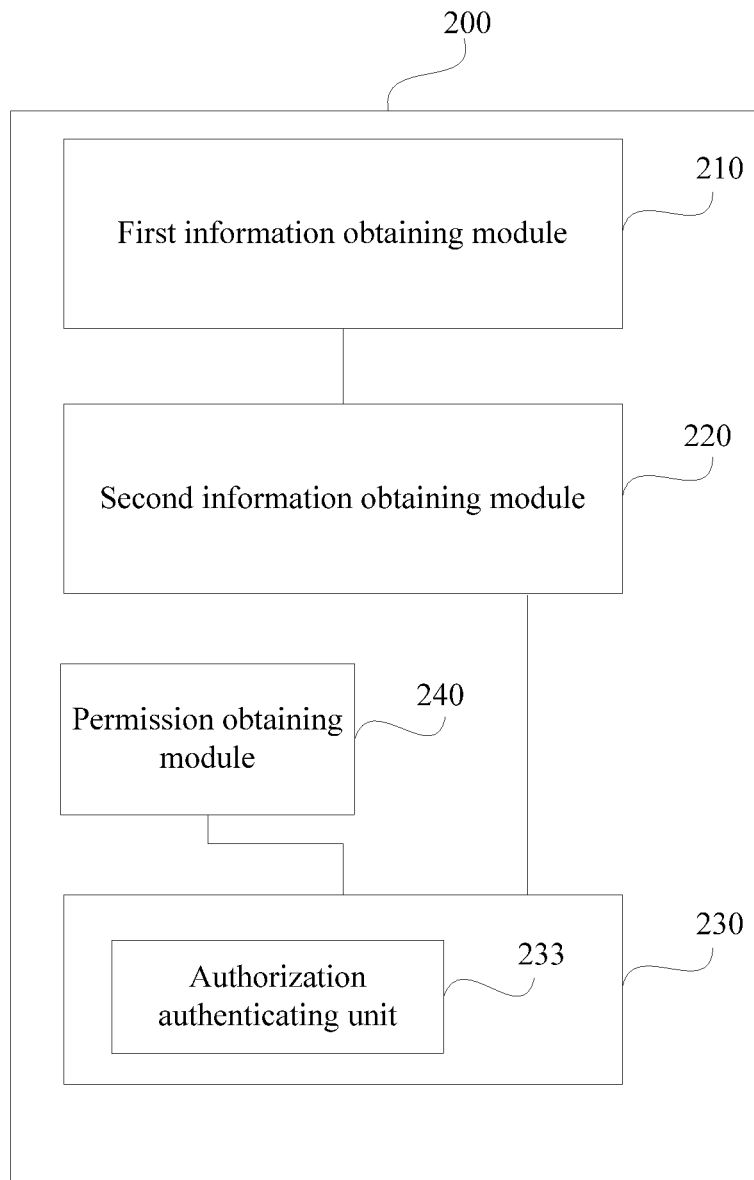 200
210
First information obtaining module
220
Second information obtaining module
240
Permission obtaining
module
230
233
Authorization
authenticating unit